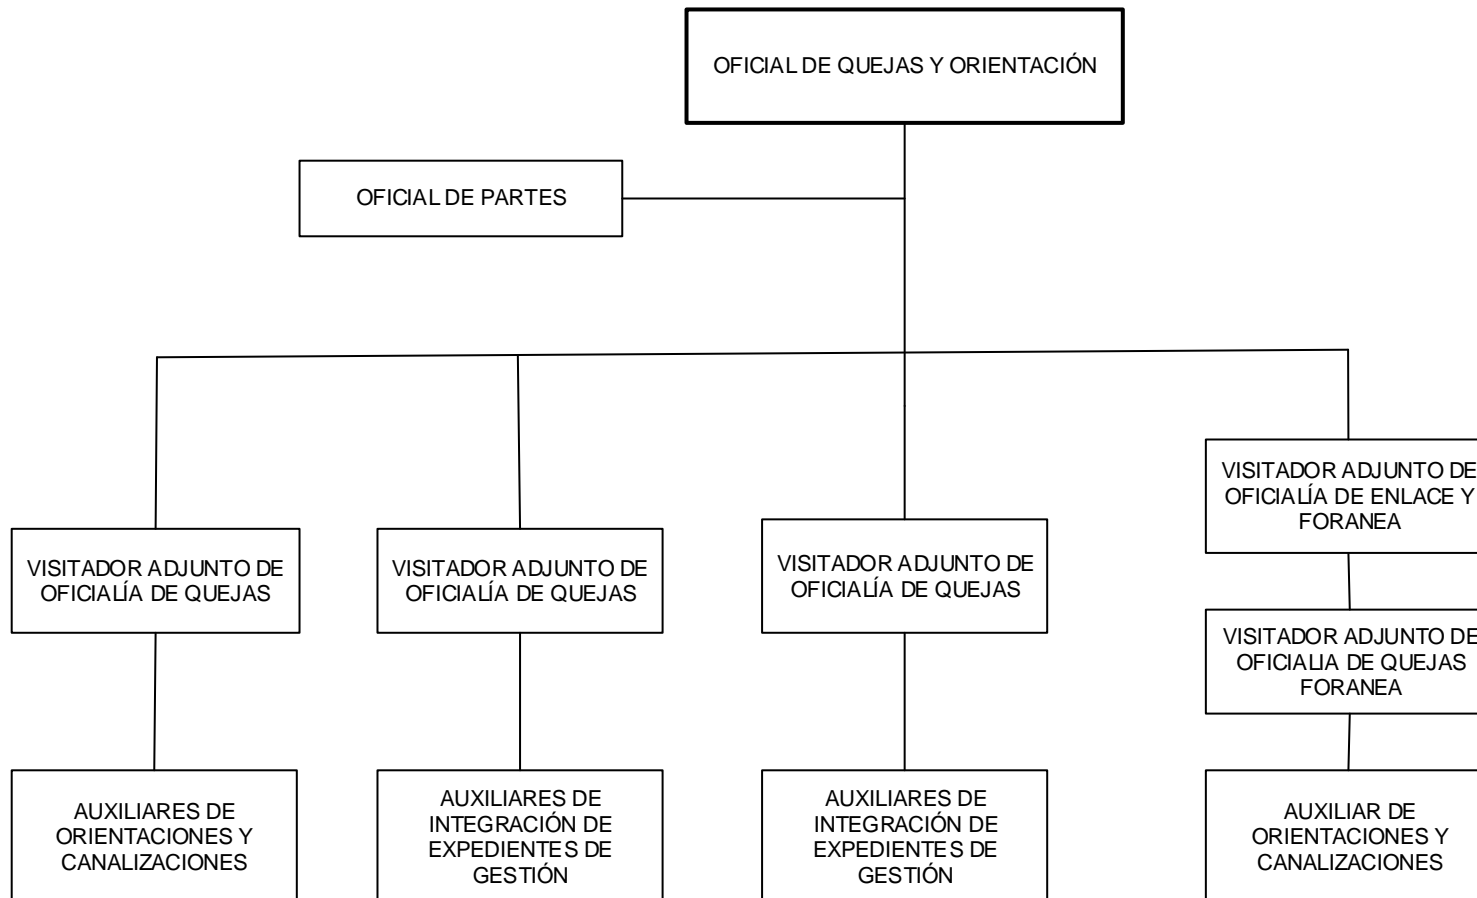 OFICIAL DE QUEJAS Y ORIENTACIÓN
OFICIAL DE PARTES
VISITADOR ADJUNTO DE
OFICIALÍA DE ENLACE Y
FORANEA
VISITADOR ADJUNTO DE
OFICIALÍA DE QUEJAS
VISITADOR ADJUNTO DE
OFICIALÍA DE QUEJAS
VISITADOR ADJUNTO DE
OFICIALÍA DE QUEJAS
VISITADOR ADJUNTO DE
OFICIALIA DE QUEJAS
FORANEA
AUXILIARES DE
ORIENTACIONES Y
CANALIZACIONES
AUXILIARES DE
INTEGRACIÓN DE
EXPEDIENTES DE
GESTIÓN
AUXILIARES DE
INTEGRACIÓN DE
EXPEDIENTES DE
GESTIÓN
AUXILIAR DE
ORIENTACIONES Y
CANALIZACIONES